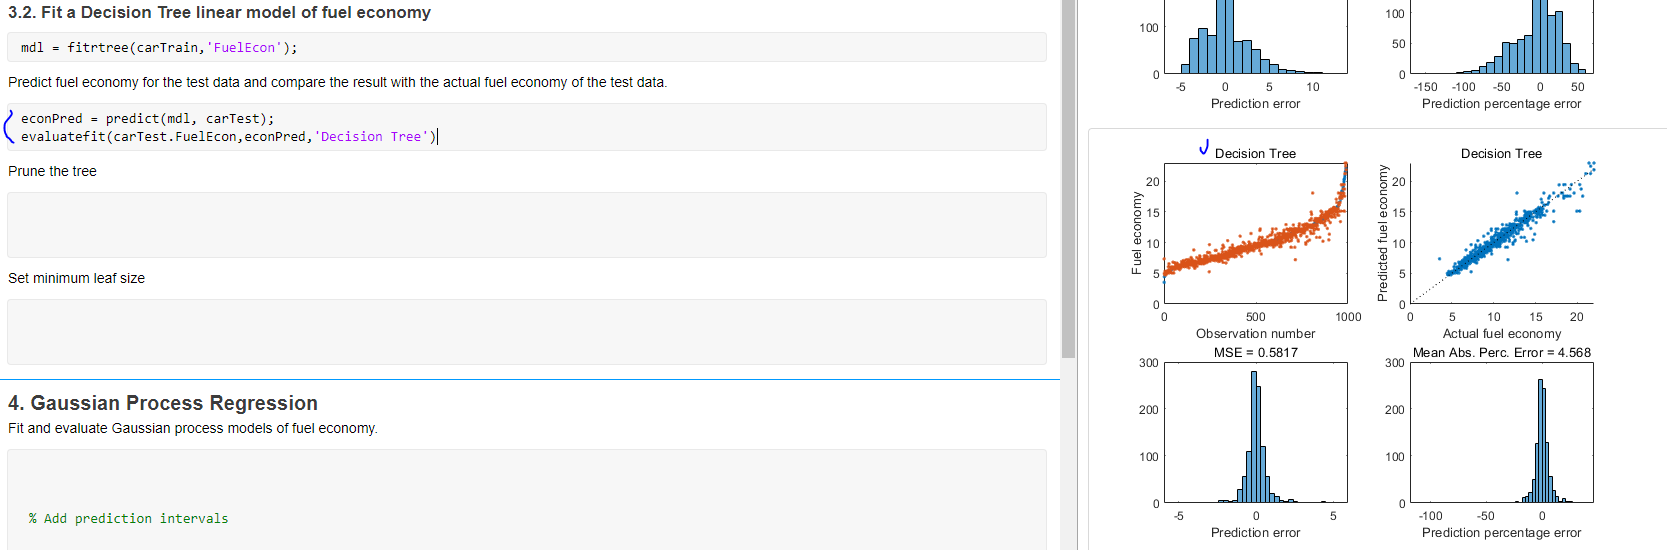 3.2. Fit a Decision Tree linear model of fuel economy
mdl = fitrtree(carTrain,'FuelEcon');
Predict fuel economy for the test data and compare the result with the actual fuel economy of the test data.
econPred = predict(mdl, carTest);
evaluatefit(carTest.FuelEcon,econPred,'Decision Tree')
Prune the tree
Set minimum leaf size
4. Gaussian Process Regression
Fit and evaluate Gaussian process models of fuel economy.
% Add prediction intervals
100
0
-5 0 5 10
Prediction error
100
50
0
-150 -100 -50 0 50
Prediction percentage error
Decision Tree
Fuel economy
20
15
10
5
0
0 500 1000
Observation number
Decision Tree
Predicted fuel economy
20
15
10
5
0
0 5 10 15 20
Actual fuel economy
MSE = 0.5817
300
200
100
0
-5 0 5
Prediction error
Mean Abs. Perc. Error = 4.568
300
200
100
0
-100 -50 0
Prediction percentage error